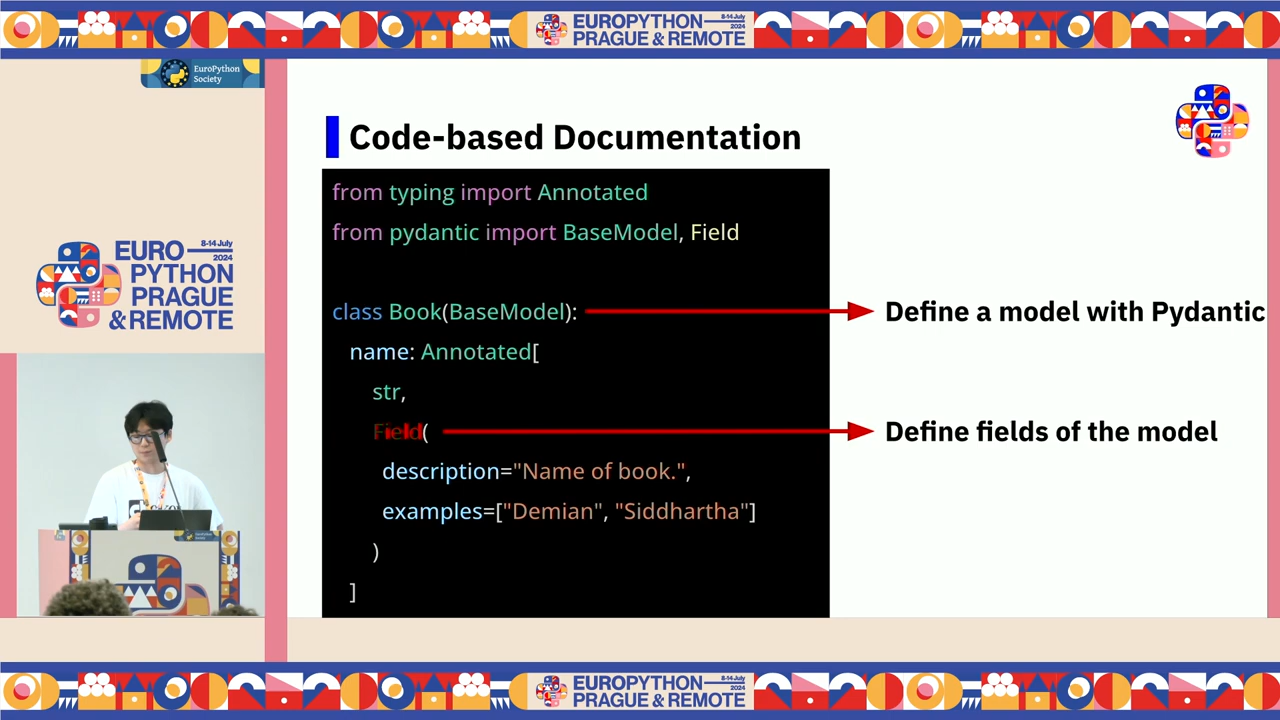 EUROPYTHON
8-14 July
2024
PRAGUE & REMOTE
EuroPython
Society
EURO
8-14 July
2024
PYTHON
PRAGUE
& REMOTE
Code-based Documentation
from typing import Annotated
from pydantic import BaseModel, Field
class Book(BaseModel):
Define a model with Pydantic
name: Annotated[
str,
Field(
Define fields of the model
description="Name of book.",
examples=["Demian", "Siddhartha"]
)
]
EUROPYTHON
8-14 July
2024
PRAGUE & REMOTE